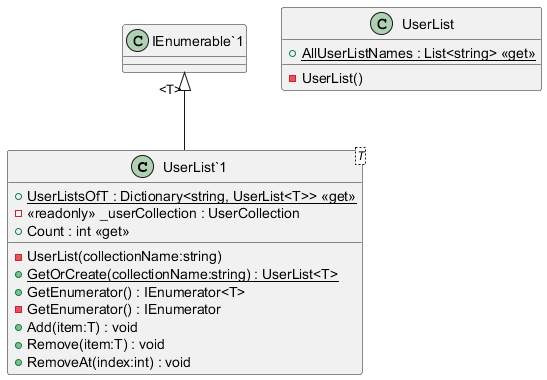 C IEnumerable`1
C UserList
AllUserListNames : List<string> «get»
UserList()
<T>
C UserList`1
T
UserListsOfT : Dictionary<string, UserList<T>> «get»
«readonly» _userCollection : UserCollection
Count : int «get»
UserList(collectionName:string)
GetOrCreate(collectionName:string) : UserList<T>
GetEnumerator() : IEnumerator<T>
GetEnumerator() : IEnumerator
Add(item:T) : void
Remove(item:T) : void
RemoveAt(index:int) : void